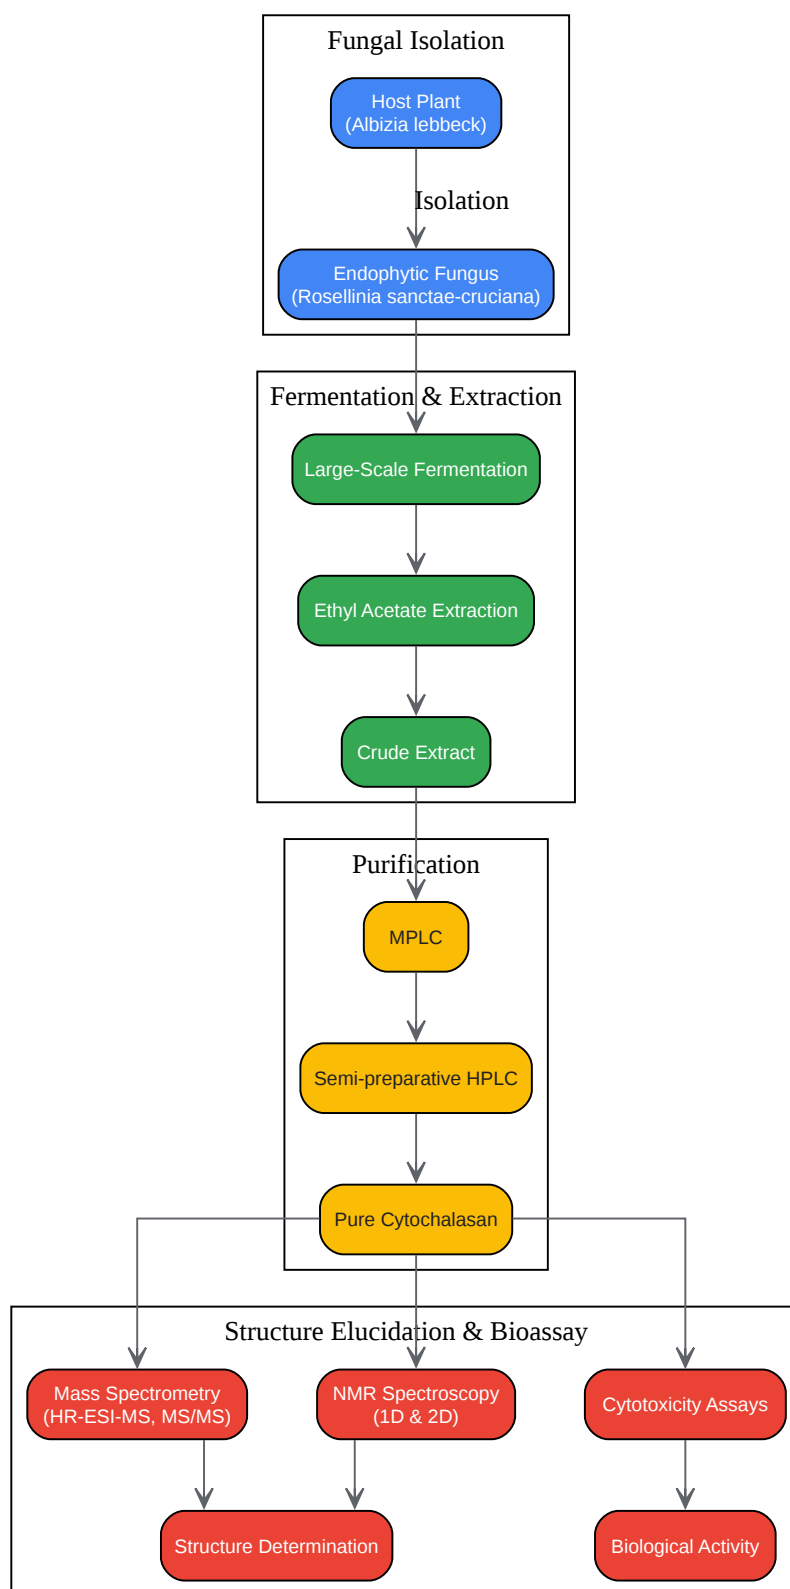 Fungal Isolation
Host Plant
(Albizia lebbeck)
Isolation
Endophytic Fungus
(Rosellinia sanctae-cruciana)
Fermentation & Extraction
Large-Scale Fermentation
Ethyl Acetate Extraction
Crude Extract
Purification
MPLC
Semi-preparative HPLC
Pure Cytochalasan
Structure Elucidation & Bioassay
Mass Spectrometry
(HR-ESI-MS, MS/MS)
NMR Spectroscopy
(1D & 2D)
Cytotoxicity Assays
Structure Determination
Biological Activity